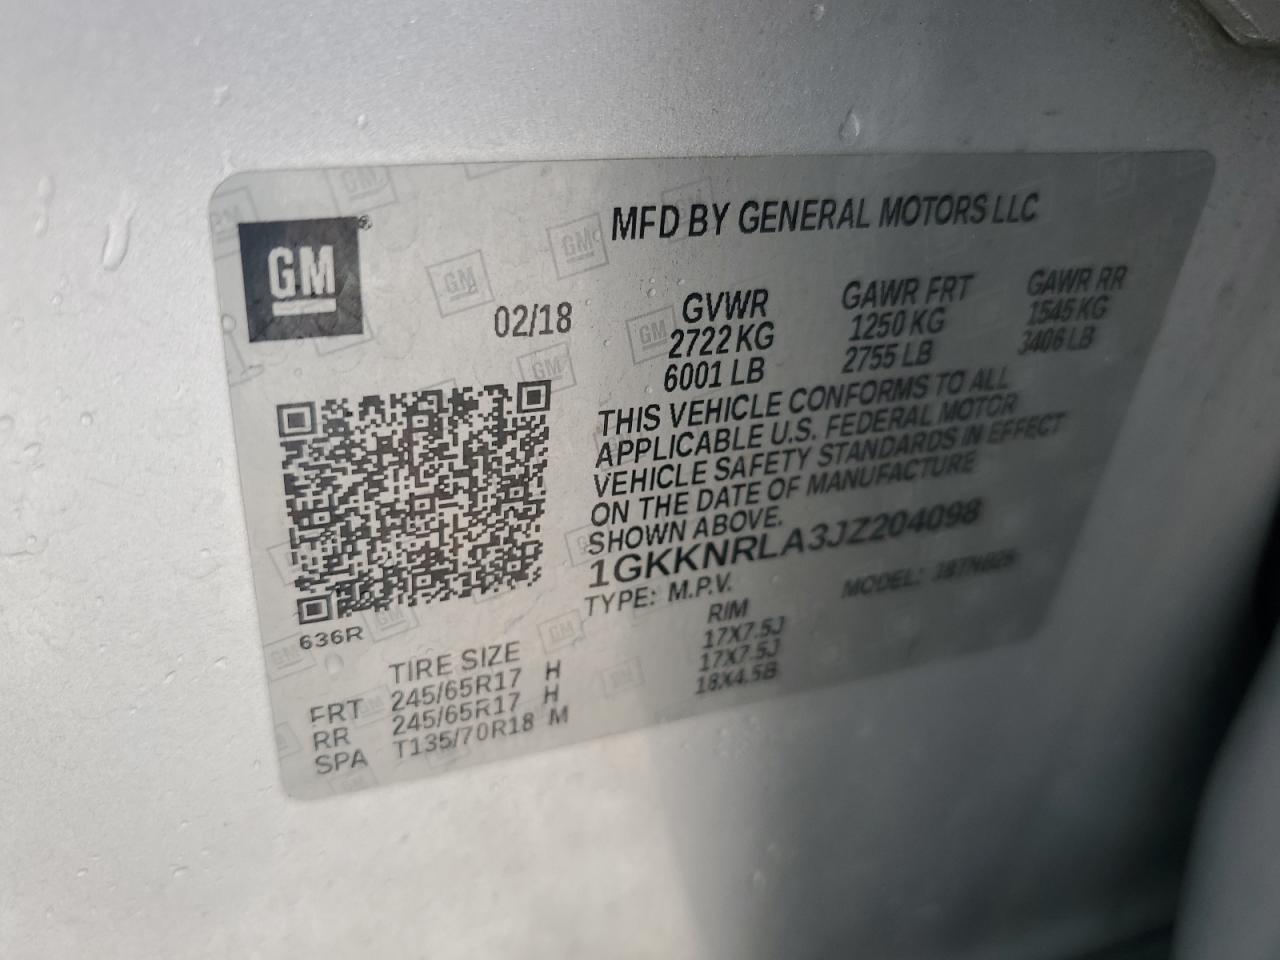 GM
MFD BY GENERAL MOTORS LLC
02/18
GVWR GAWR FRT GAWR RR
2722 KG 1250 KG 1545 KG
6001 LB 2755 LB 3406 LB
THIS VEHICLE CONFORMS TO ALL
APPLICABLE U.S. FEDERAL MOTOR
VEHICLE SAFETY STANDARDS IN EFFECT
ON THE DATE OF MANUFACTURE
SHOWN ABOVE.
1GKKNRLA3JZ204098
TYPE: M.P.V. MODEL:
636R
TIRE SIZE RIM
FRT 245/65R17 H 17X7.5J
RR 245/65R17 H 17X7.5J
SPA T135/70R18 M 18X4.5B